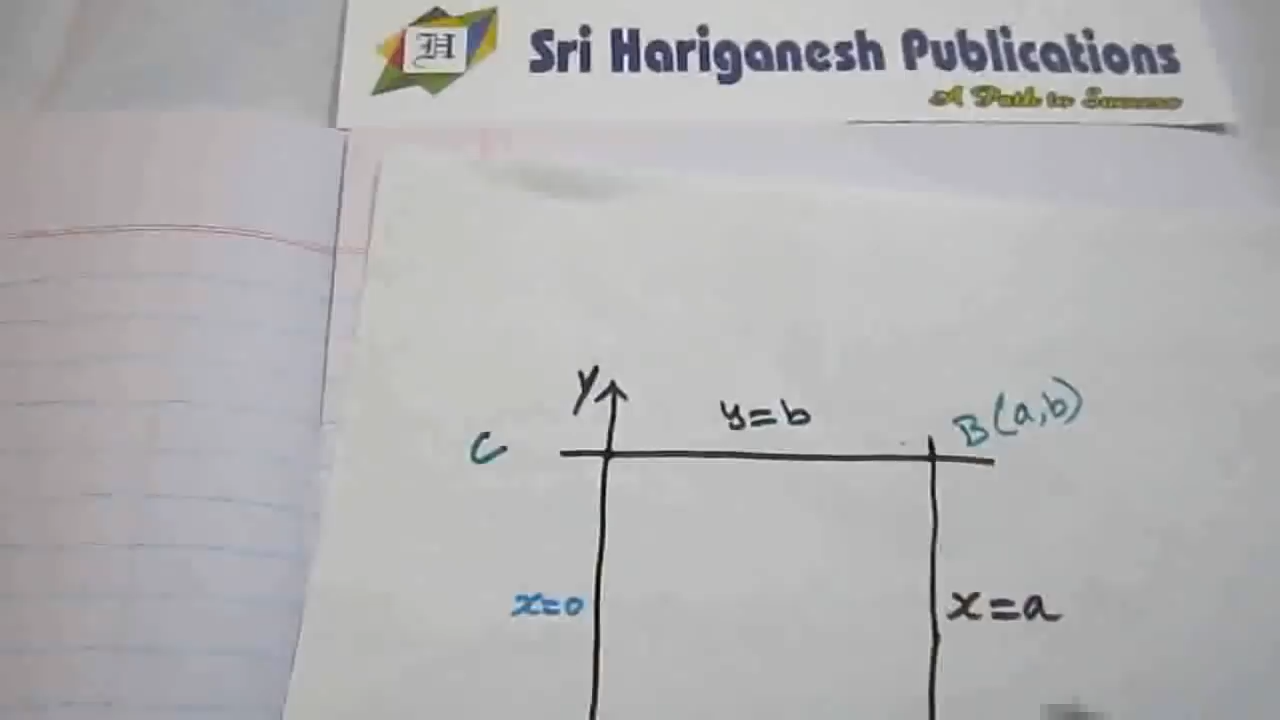 H
Sri Hariganesh Publications
A Path to Success
y
y=b
B(a,b)
C
x=0
x=a